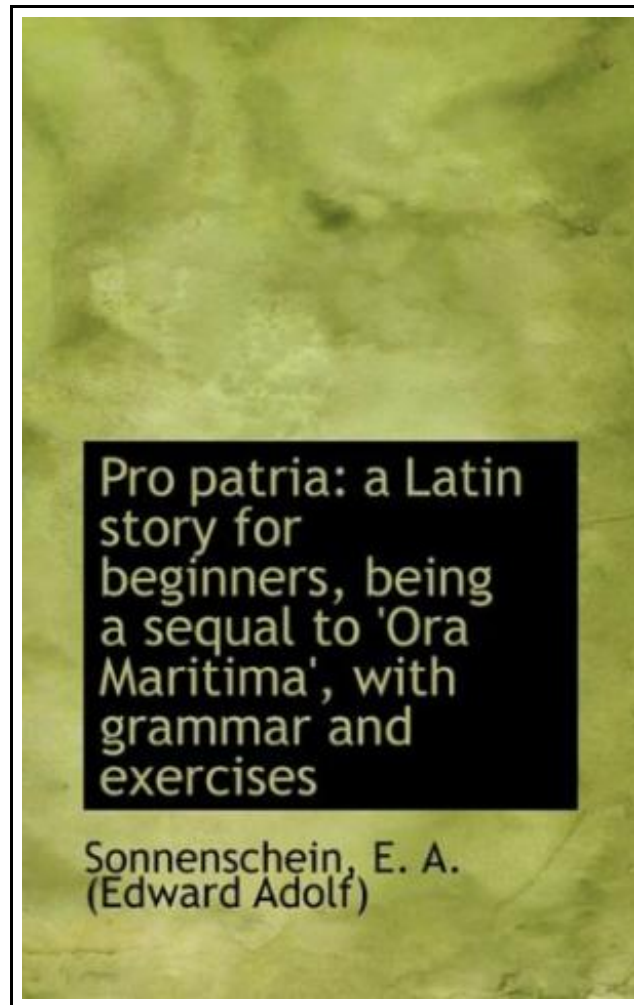 Pro patria: a Latin
story for
beginners, being
a sequal to 'Ora
Maritima', with
grammar and
exercises
Sonnenschein, E. A.
(Edward Adolf)